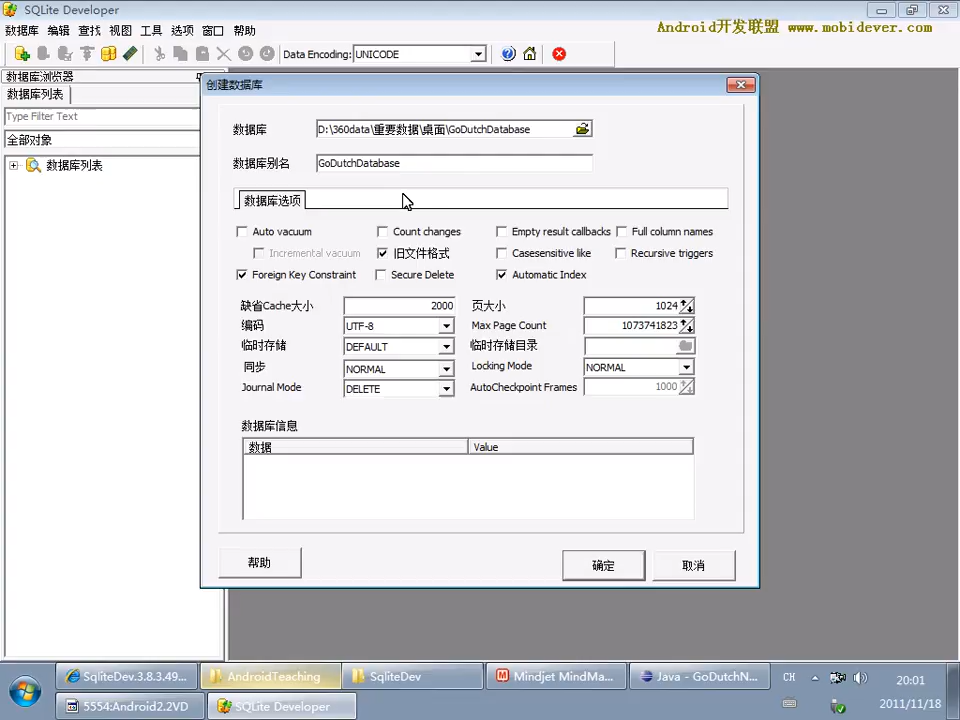 SQLite Developer
数据库 编辑 查找 视图 工具 选项 窗口 帮助
Android开发联盟 www.mobidever.com
Data Encoding: UNICODE
数据库浏览器
数据库列表
Type Filter Text
全部对象
数据库列表
创建数据库
数据库 D:\360data\重要数据\桌面\GoDutchDatabase
数据库别名 GoDutchDatabase
数据库选项
Auto vacuum Count changes Empty result callbacks Full column names
Incremental vacuum 旧文件格式 Casesensitive like Recursive triggers
Foreign Key Constraint Secure Delete Automatic Index
缺省Cache大小 2000 页大小 1024
编码 UTF-8 Max Page Count 1073741823
临时存储 DEFAULT 临时存储目录
同步 NORMAL Locking Mode NORMAL
Journal Mode DELETE AutoCheckpoint Frames 1000
数据库信息
数据 Value
帮助 确定 取消
SqliteDev.3.8.3.49... AndroidTeaching SqliteDev Mindjet MindMa... Java - GoDutchN... CH 20:01
5554:Android2.2VD SQLite Developer 2011/11/18